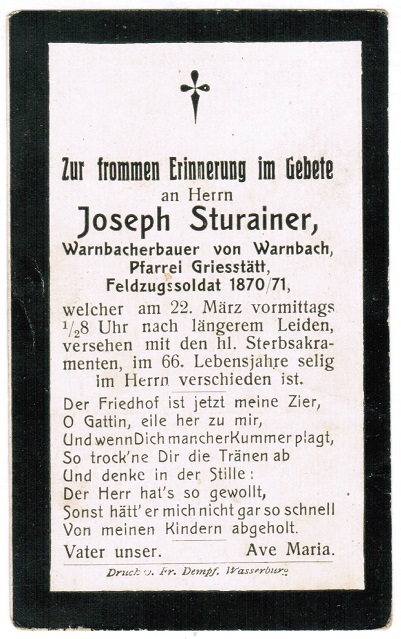 Zur frommen Erinnerung im Gebete
an Herrn
Joseph Sturainer,
Warnbacherbauer von Warnbach,
Pfarrei Griesstätt,
Feldzugssoldat 1870/71,
welcher am 22. März vormittags
1/28 Uhr nach längerem Leiden,
versehen mit den hl. Sterbsakra-
menten, im 66. Lebensjahre selig
im Herrn verschieden ist.
Der Friedhof ist jetzt meine Zier,
O Gattin, eile her zu mir,
Und wenn Dich mancher Kummer plagt,
So trock'ne Dir die Tränen ab
Und denke in der Stille:
Der Herr hat's so gewollt,
Sonst hätt' er mich nicht gar so schnell
Von meinen Kindern abgeholt.
Vater unser. Ave Maria.
Druck v. Fr. Dempf, Wasserburg